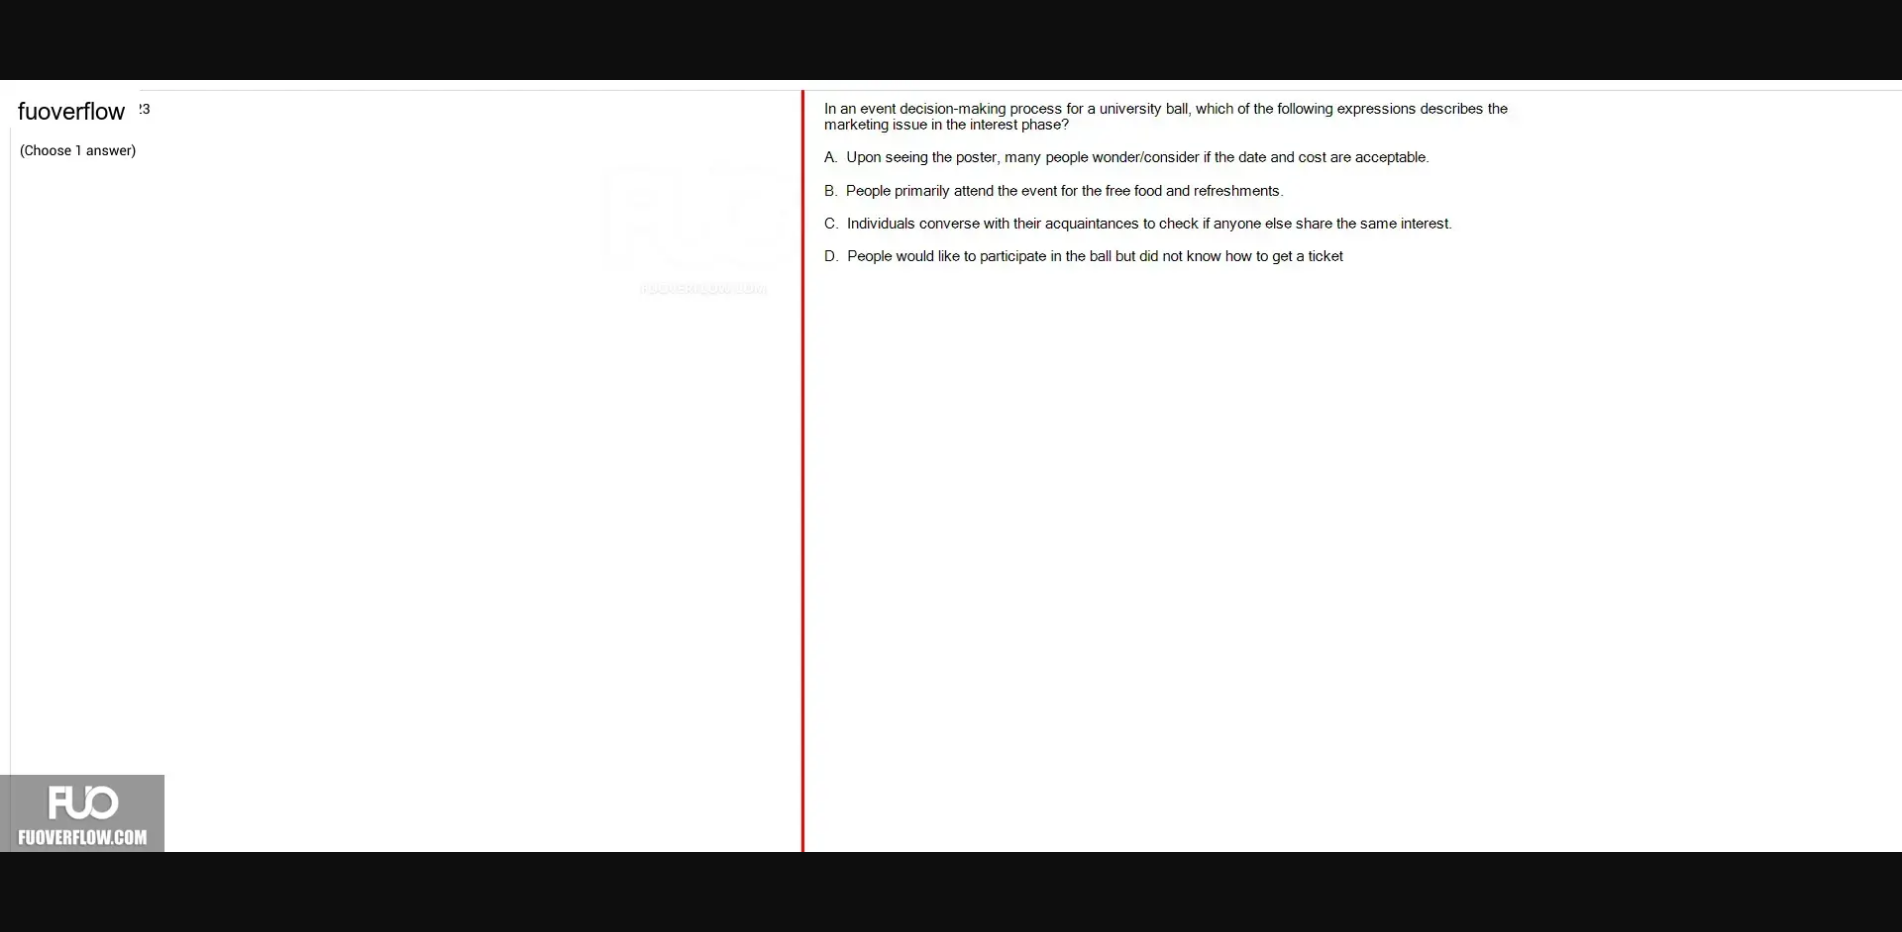 fuoverflow 23
(Choose 1 answer)
In an event decision-making process for a university ball, which of the following expressions describes the
marketing issue in the interest phase?
A. Upon seeing the poster, many people wonder/consider if the date and cost are acceptable.
B. People primarily attend the event for the free food and refreshments.
C. Individuals converse with their acquaintances to check if anyone else share the same interest.
D. People would like to participate in the ball but did not know how to get a ticket
FUO
FUOVERFLOW.COM
FUO
FUOVERFLOW.COM